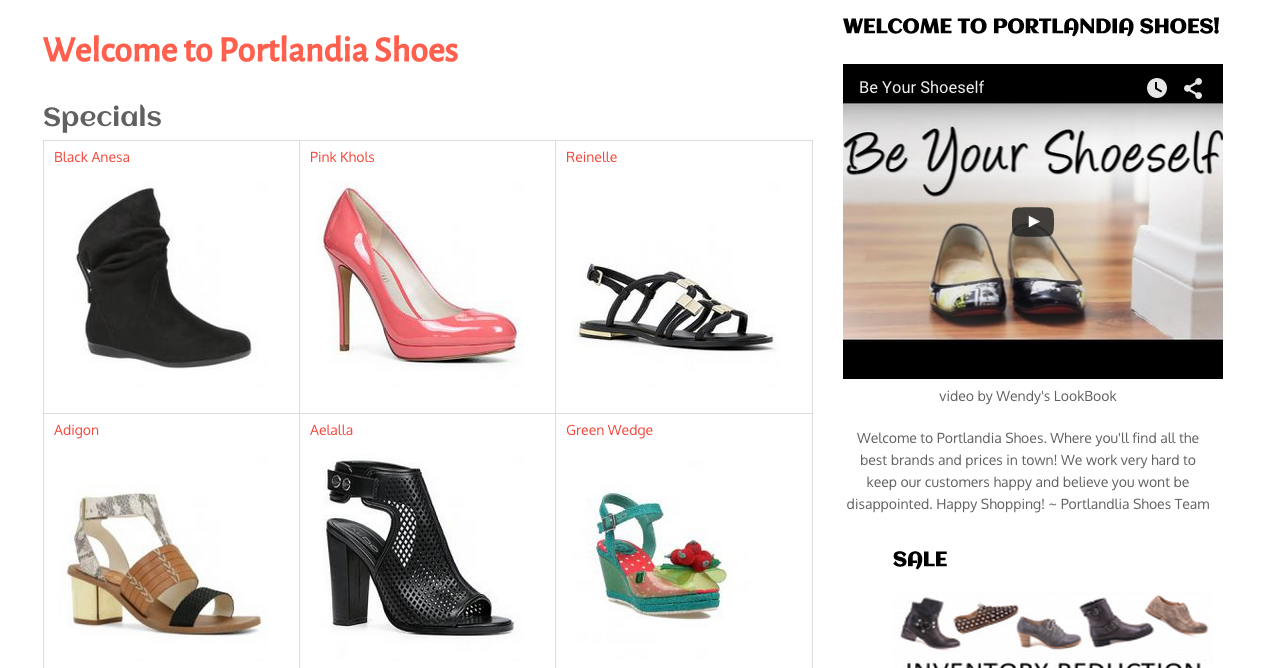 Welcome to Portlandia Shoes
Specials
Black Anesa
Pink Khols
Reinelle
Adigon
Aelalla
Green Wedge
WELCOME TO PORTLANDIA SHOES!
Be Your Shoeself
Be Your Shoeself
video by Wendy's LookBook
Welcome to Portlandia Shoes. Where you'll find all the
best brands and prices in town! We work very hard to
keep our customers happy and believe you wont be
disappointed. Happy Shopping! ~ Portlandlia Shoes Team
SALE
INVENTORY REDUCTION